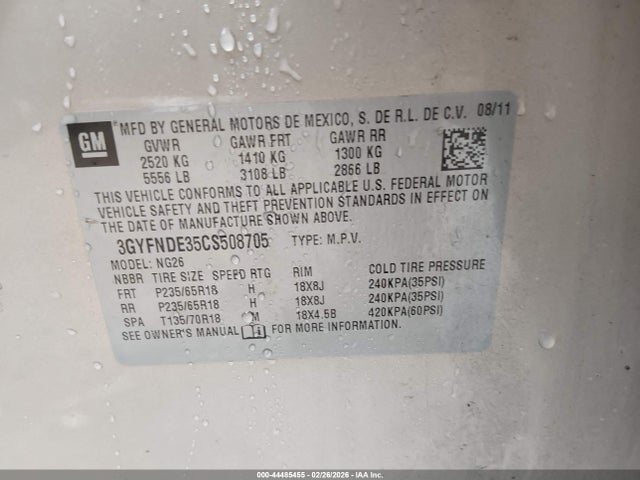 GM
® MFD BY GENERAL MOTORS DE MEXICO, S. DE R.L. DE C.V. 08/11
GVWR GAWR FRT GAWR RR
2520 KG 1410 KG 1300 KG
5556 LB 3108 LB 2866 LB
THIS VEHICLE CONFORMS TO ALL APPLICABLE U.S. FEDERAL MOTOR
VEHICLE SAFETY AND THEFT PREVENTION STANDARDS IN EFFECT ON
THE DATE OF MANUFACTURE SHOWN ABOVE.
3GYFNDE35CS508705 TYPE: M.P.V.
MODEL: NG26
NBBR TIRE SIZE SPEED RTG RIM COLD TIRE PRESSURE
FRT P235/65R18 H 18X8J 240KPA(35PSI)
RR P235/65R18 H 18X8J 240KPA(35PSI)
SPA T135/70R18 M 18X4.5B 420KPA(60PSI)
SEE OWNER'S MANUAL FOR MORE INFORMATION.
000-44485455 - 02/26/2026 - IAA Inc.